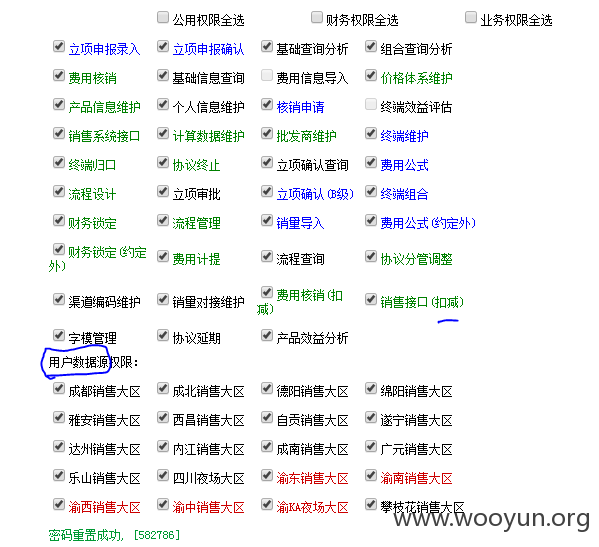 公用权限全选 财务权限全选 业务权限全选
立项申报录入 立项申报确认 基础查询分析 组合查询分析
费用核销 基础信息查询 费用信息导入 价格体系维护
产品信息维护 个人信息维护 核销申请 终端效益评估
销售系统接口 计算数据维护 批发商维护 终端维护
终端归口 协议终止 立项确认查询 费用公式
流程设计 立项审批 立项确认(B级) 终端组合
财务锁定 流程管理 销量导入 费用公式(约定外)
财务锁定(约定外) 费用计提 流程查询 协议分管调整
渠道编码维护 销量对接维护 费用核销(扣减) 销售接口(扣减)
字模管理 协议延期 产品效益分析
用户数据源权限:
成都销售大区 成北销售大区 德阳销售大区 绵阳销售大区
雅安销售大区 西昌销售大区 自贡销售大区 遂宁销售大区
达州销售大区 内江销售大区 成南销售大区 广元销售大区
乐山销售大区 四川夜场大区 渝东销售大区 渝南销售大区
渝西销售大区 渝中销售大区 渝KA夜场大区 攀枝花销售大区
www.wooyun.org
密码重置成功, [582786]